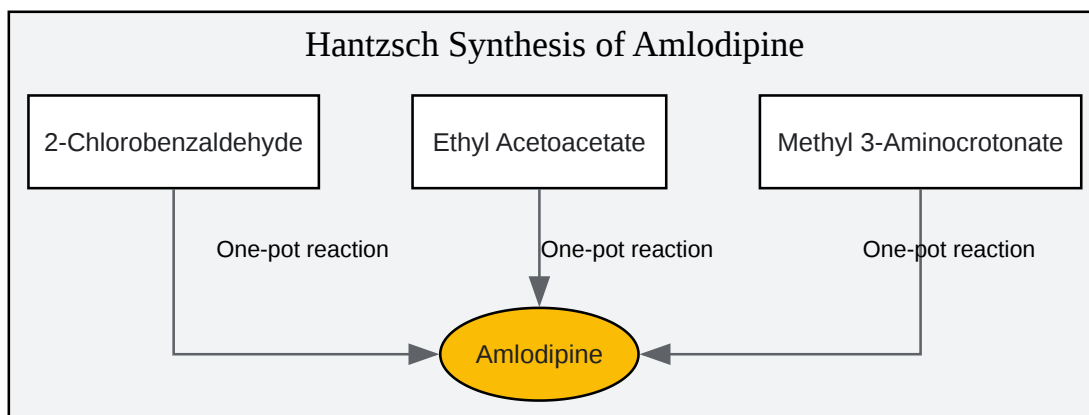 Hantzsch Synthesis of Amlodipine
2-Chlorobenzaldehyde
Ethyl Acetoacetate
Methyl 3-Aminocrotonate
One-pot reaction
One-pot reaction
One-pot reaction
Amlodipine